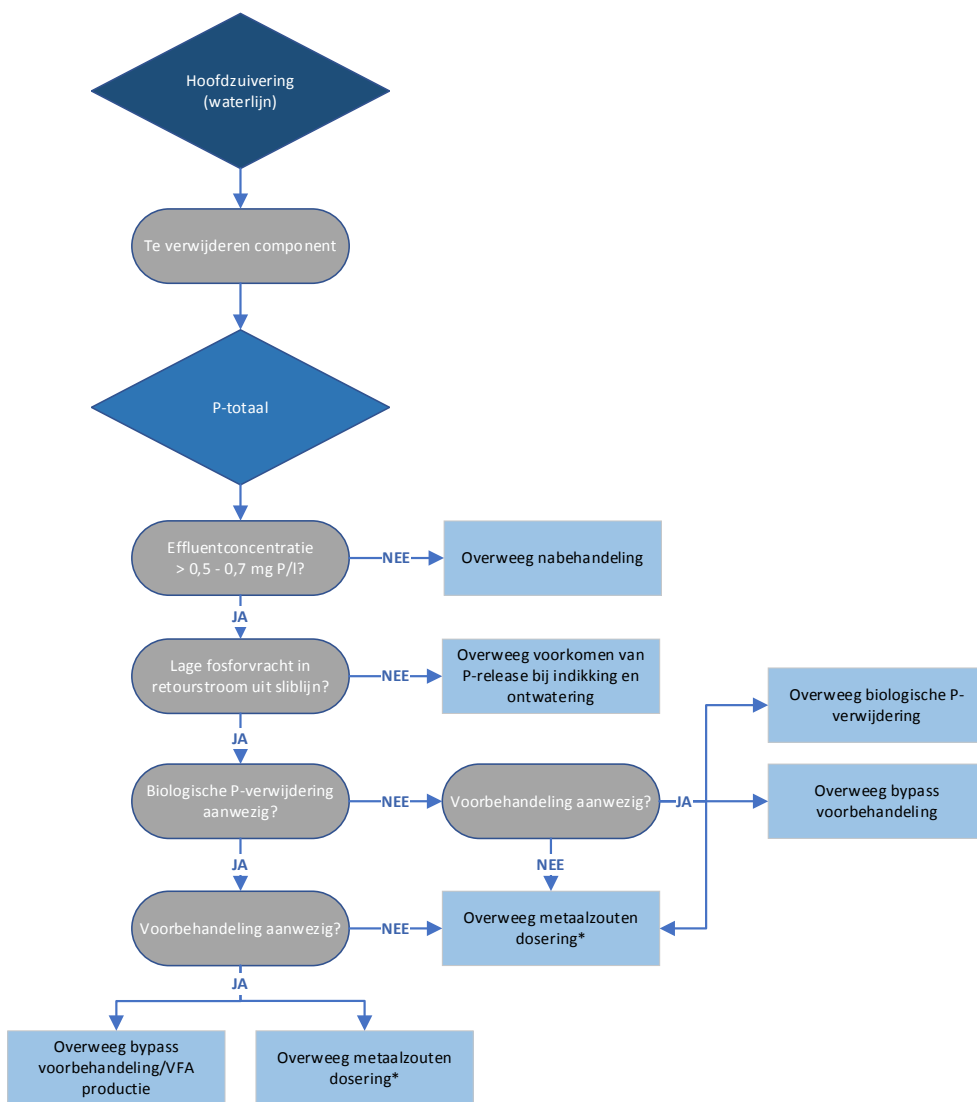 Hoofdzuivering
(waterlijn)
Te verwijderen component
P-totaal
Effluentconcentratie
> 0,5 - 0,7 mg P/l?
NEE
Overweeg nabehandeling
JA
Lage fosforvracht in
retourstroom uit sliblijn?
NEE
Overweeg voorkomen van
P-release bij indikking en
ontwatering
Overweeg biologische P-
verwijdering
JA
Biologische P-verwijdering
aanwezig?
NEE
Voorbehandeling aanwezig?
JA
Overweeg bypass
voorbehandeling
JA
NEE
Voorbehandeling aanwezig?
NEE
Overweeg metaalzouten
dosering*
JA
Overweeg bypass
voorbehandeling/VFA
productie
Overweeg metaalzouten
dosering*